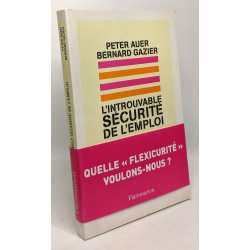 PETER AUER
BERNARD GAZIER
L'INTROUVABLE
SÉCURITÉ
DE L'EMPLOI
QUELLE « FLEXICURITÉ »
VOULONS-NOUS ?
Flammarion